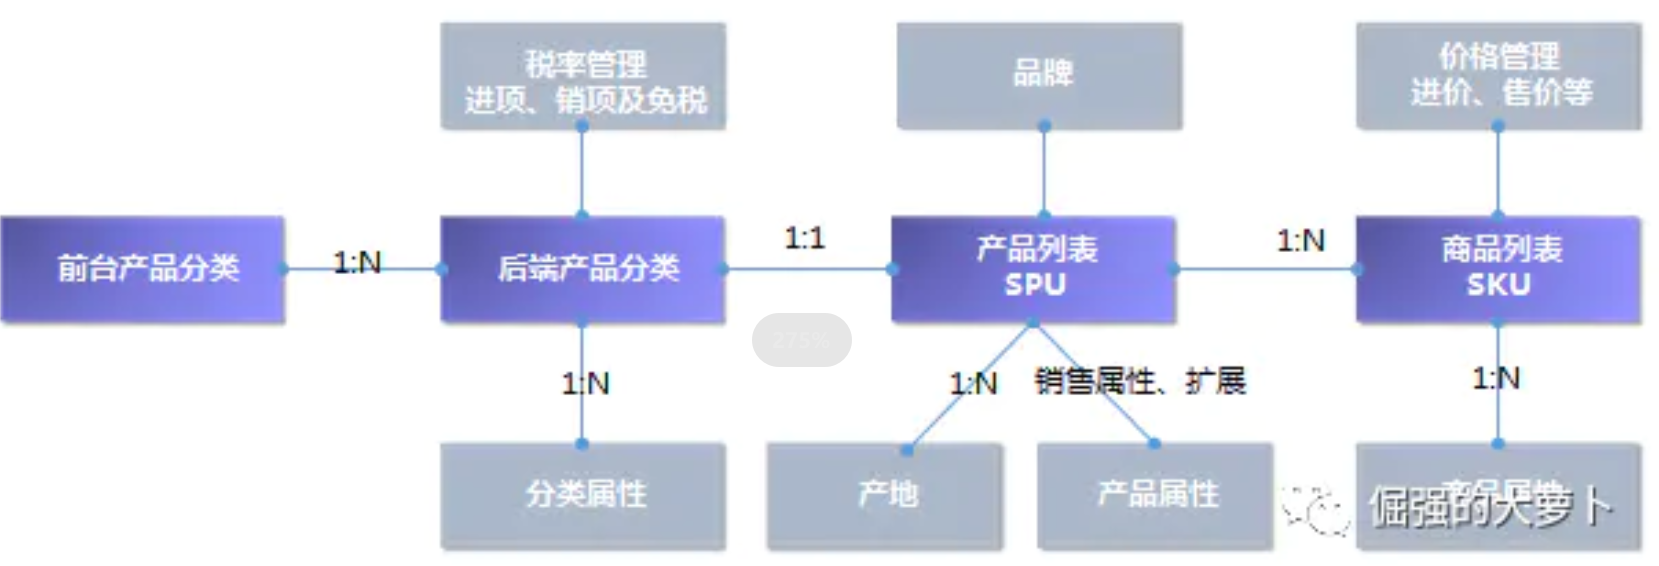 税率管理
进项、销项及免税
品牌
价格管理
进价、售价等
前台产品分类
1:N
后端产品分类
1:1
产品列表
SPU
1:N
商品列表
SKU
275%
1:N
1:N
销售属性、扩展
1:N
分类属性
产地
产品属性
倔强的大萝卜